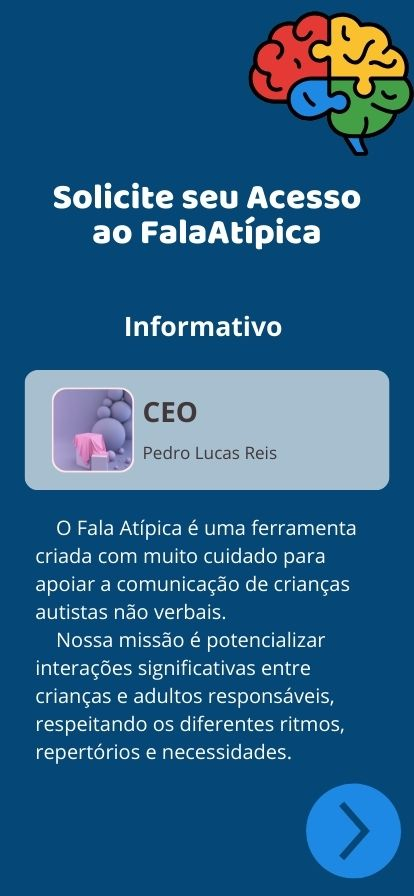 Solicite seu Acesso
ao FalaAtípica
Informativo
CEO
Pedro Lucas Reis
O Fala Atípica é uma ferramenta
criada com muito cuidado para
apoiar a comunicação de crianças
autistas não verbais.
Nossa missão é potencializar
interações significativas entre
crianças e adultos responsáveis,
respeitando os diferentes ritmos,
repertórios e necessidades.